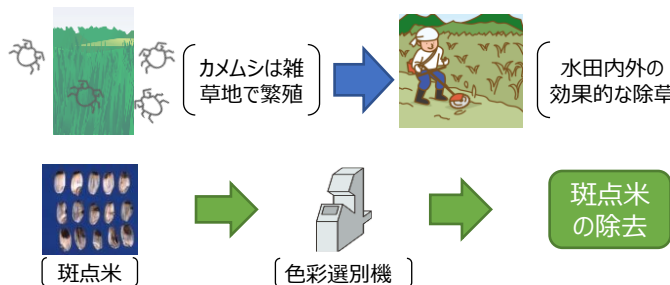 カメムシは雑
草地で繁殖
水田内外の
効果的な除草
斑点米
色彩選別機
斑点米
の除去